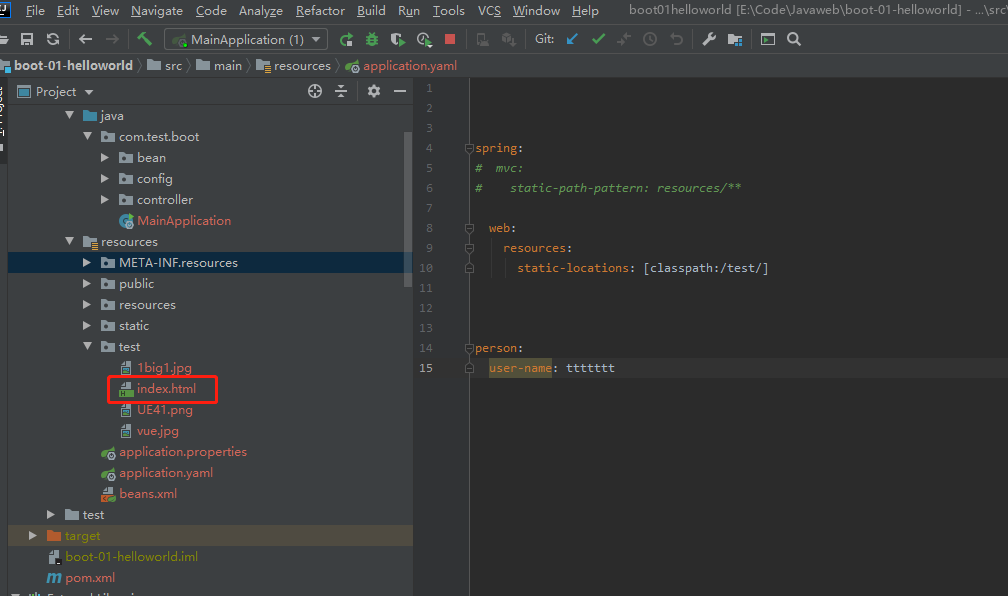 File Edit View Navigate Code Analyze Refactor Build Run Tools VCS Window Help boot01helloworld [E:\Code\Javaweb\boot-01-helloworld] - ...\src\
MainApplication (1) Git:
boot-01-helloworld src main resources application.yaml
Project
java
com.test.boot
bean
config
controller
MainApplication
resources
META-INF.resources
public
resources
static
test
1big1.jpg
index.html
UE41.png
vue.jpg
application.properties
application.yaml
beans.xml
test
target
boot-01-helloworld.iml
pom.xml
1
2
3
4 spring:
5 # mvc:
6 # static-path-pattern: resources/**
7
8 web:
9 resources:
10 static-locations: [classpath:/test/]
11
12
13
14 person:
15 user-name: ttttttt